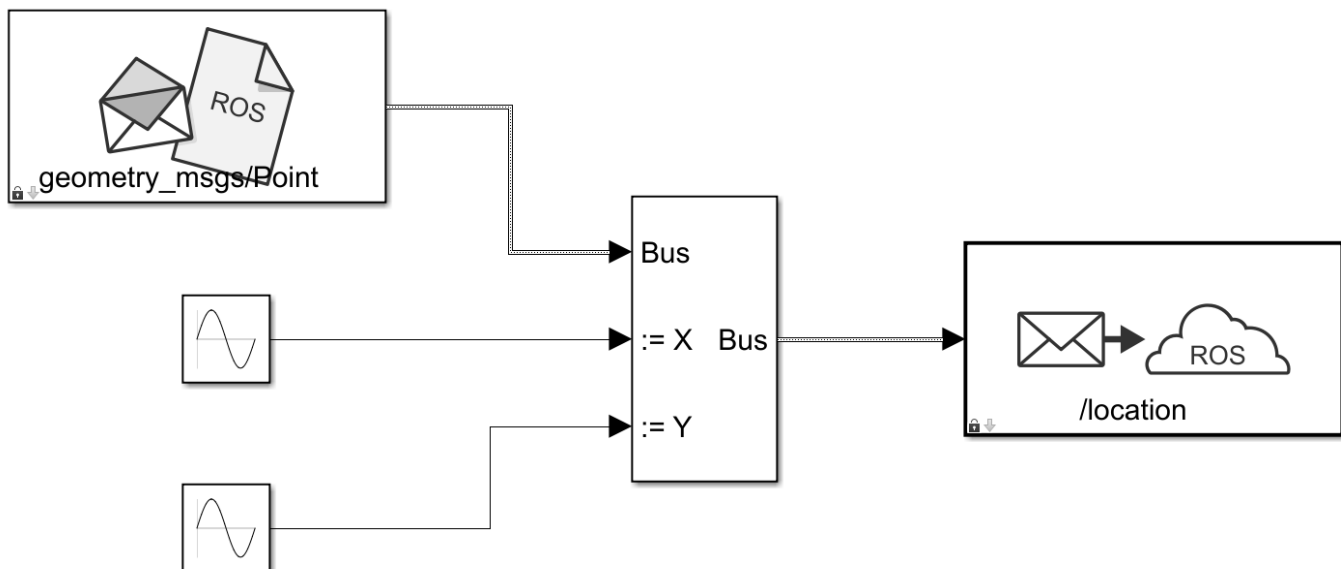 ROS
geometry_msgs/Point
Bus
:= X
Bus
:= Y
ROS
/location